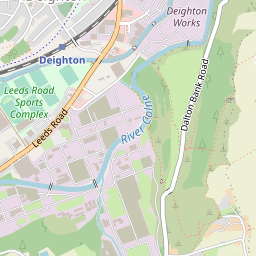 Deighton
Works
Deighton
Leeds Road
Sports
Complex
Leeds Road
River Colne
Dalton Bank Road